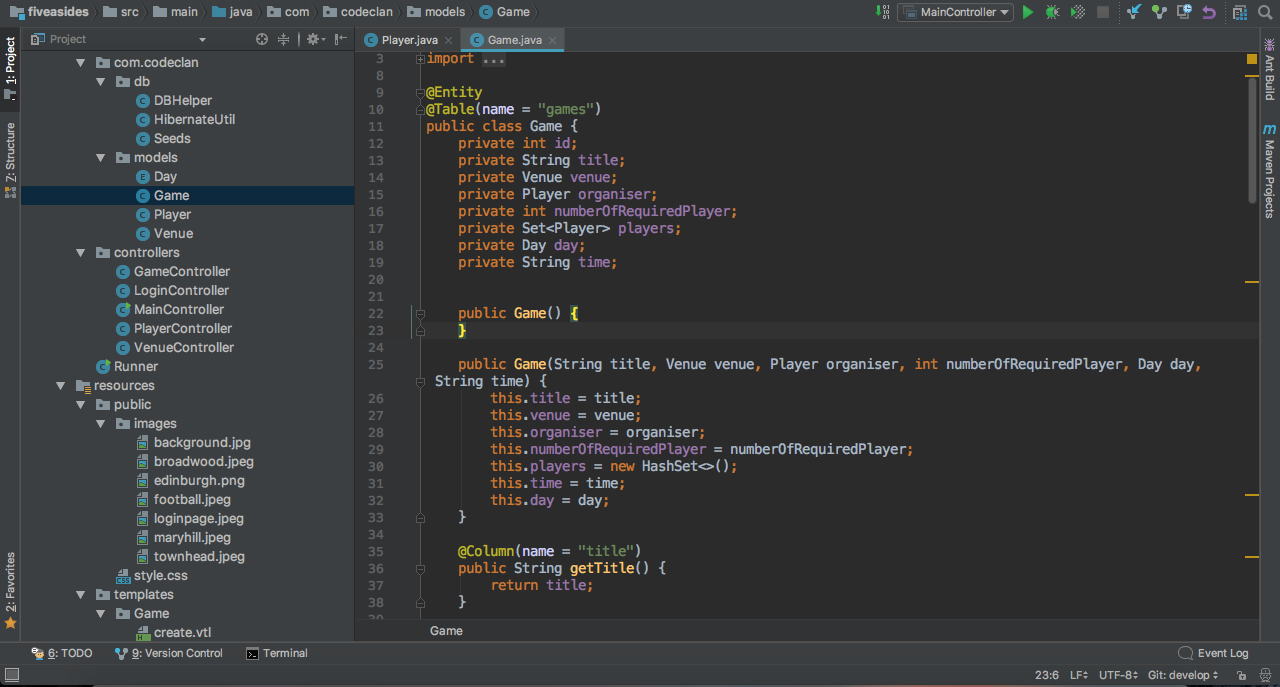 fiveasides src main java com codeclan models Game
MainController
1: Project
Z: Structure
2: Favorites
Project
com.codeclan
db
DBHelper
HibernateUtil
Seeds
models
Day
Game
Player
Venue
controllers
GameController
LoginController
MainController
PlayerController
VenueController
Runner
resources
public
images
background.jpg
broadwood.jpeg
edinburgh.png
football.jpeg
loginpage.jpeg
maryhill.jpeg
townhead.jpeg
style.css
templates
Game
create.vtl
Player.java Game.java
3 import ...
8
9 @Entity
10 @Table(name = "games")
11 public class Game {
12 private int id;
13 private String title;
14 private Venue venue;
15 private Player organiser;
16 private int numberOfRequiredPlayer;
17 private Set<Player> players;
18 private Day day;
19 private String time;
20
21
22 public Game() {
23 }
24
25 public Game(String title, Venue venue, Player organiser, int numberOfRequiredPlayer, Day day,
String time) {
26 this.title = title;
27 this.venue = venue;
28 this.organiser = organiser;
29 this.numberOfRequiredPlayer = numberOfRequiredPlayer;
30 this.players = new HashSet<>();
31 this.time = time;
32 this.day = day;
33 }
34
35 @Column(name = "title")
36 public String getTitle() {
37 return title;
38 }
Game
Ant Build
m Maven Projects
6: TODO 9: Version Control Terminal Event Log
23:6 LF UTF-8 Git: develop